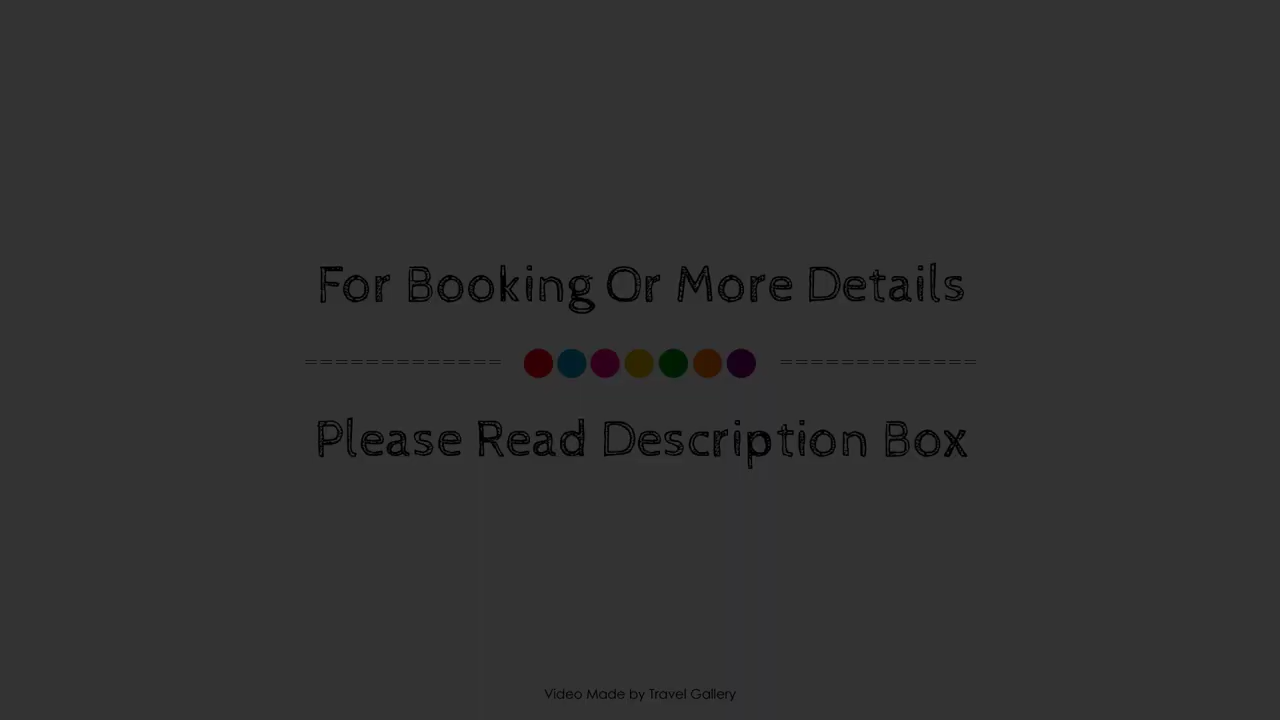 For Booking Or More Details
============= =============
Please Read Description Box
Video Made by Travel Gallery